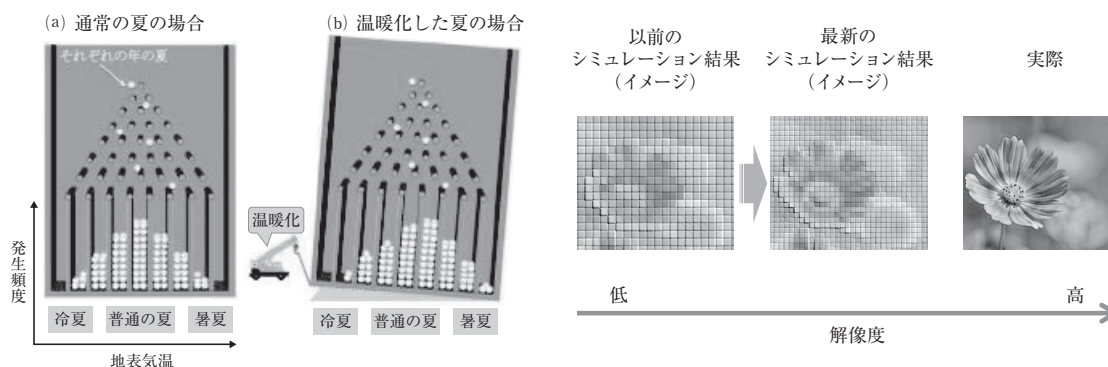 (a) 通常の夏の場合
それぞれの年の夏
発生頻度
冷夏
普通の夏
暑夏
地表気温
温暖化
(b) 温暖化した夏の場合
冷夏
普通の夏
暑夏
以前の
シミュレーション結果
(イメージ)
最新の
シミュレーション結果
(イメージ)
実際
低
高
解像度